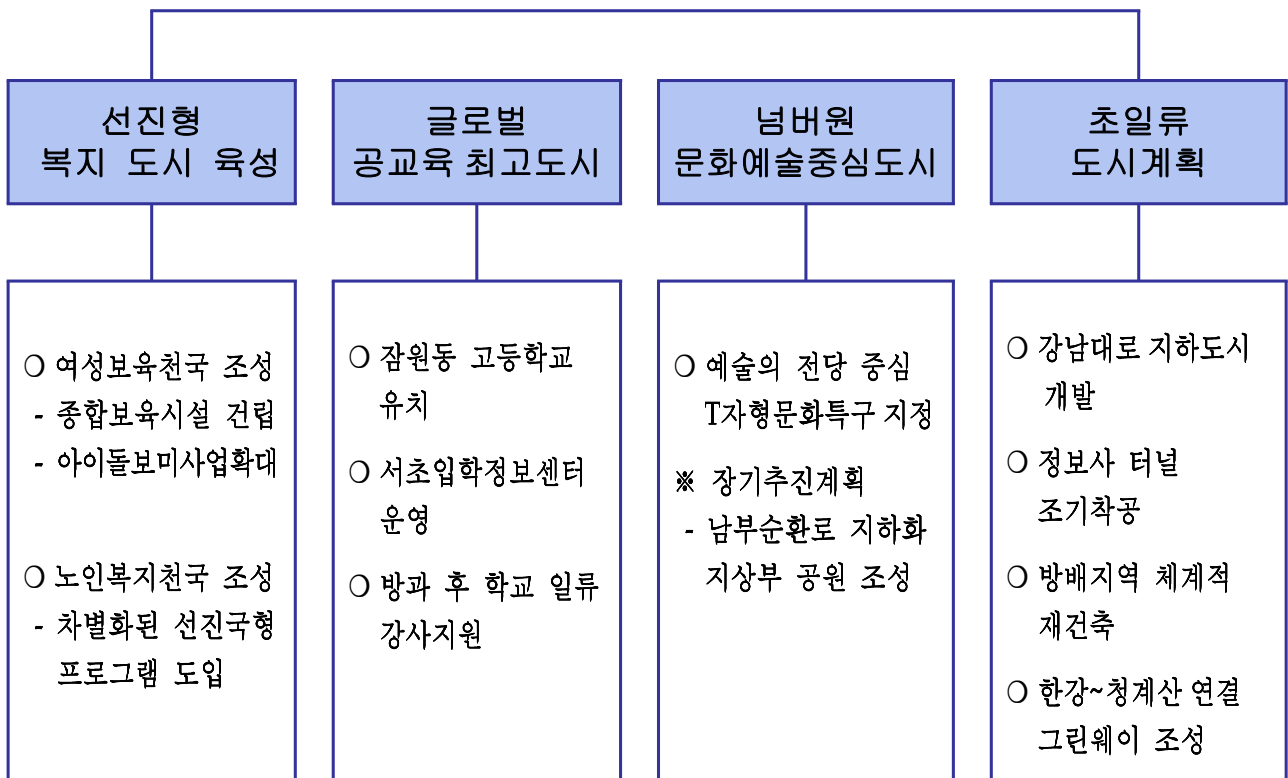 선진형
복지 도시 육성
글로벌
공교육 최고도시
넘버원
문화예술중심도시
초일류
도시계획
❍ 여성보육천국 조성
- 종합보육시설 건립
- 아이돌보미사업확대
❍ 노인복지천국 조성
- 차별화된 선진국형
프로그램 도입
❍ 잠원동 고등학교
유치
❍ 서초입학정보센터
운영
❍ 방과 후 학교 일류
강사지원
❍ 예술의 전당 중심
T자형문화특구 지정
※ 장기추진계획
- 남부순환로 지하화
지상부 공원 조성
❍ 강남대로 지하도시
개발
❍ 정보사 터널
조기착공
❍ 방배지역 체계적
재건축
❍ 한강~청계산 연결
그린웨이 조성